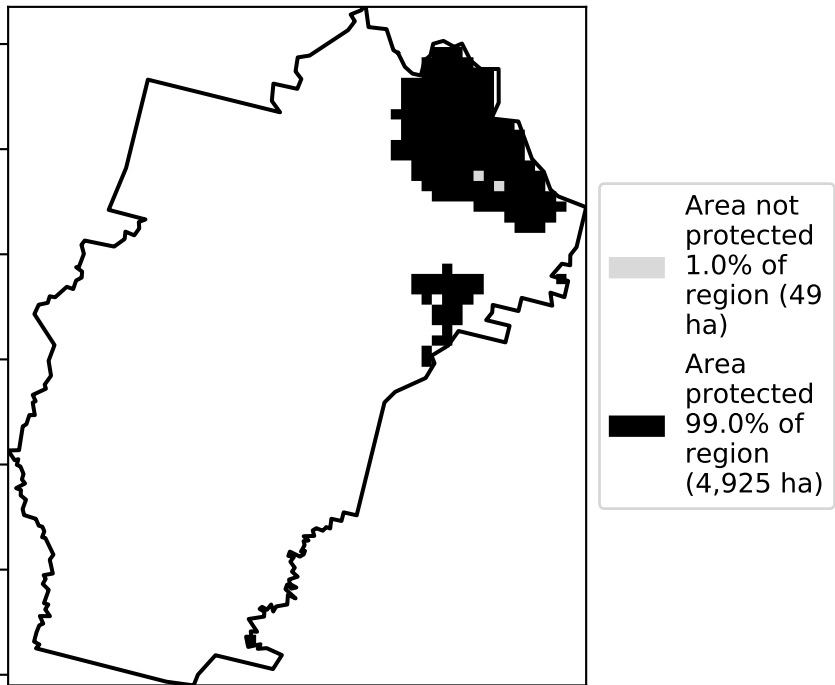 Area not
protected
1.0% of
region (49
ha)
Area
protected
99.0% of
region
(4,925 ha)